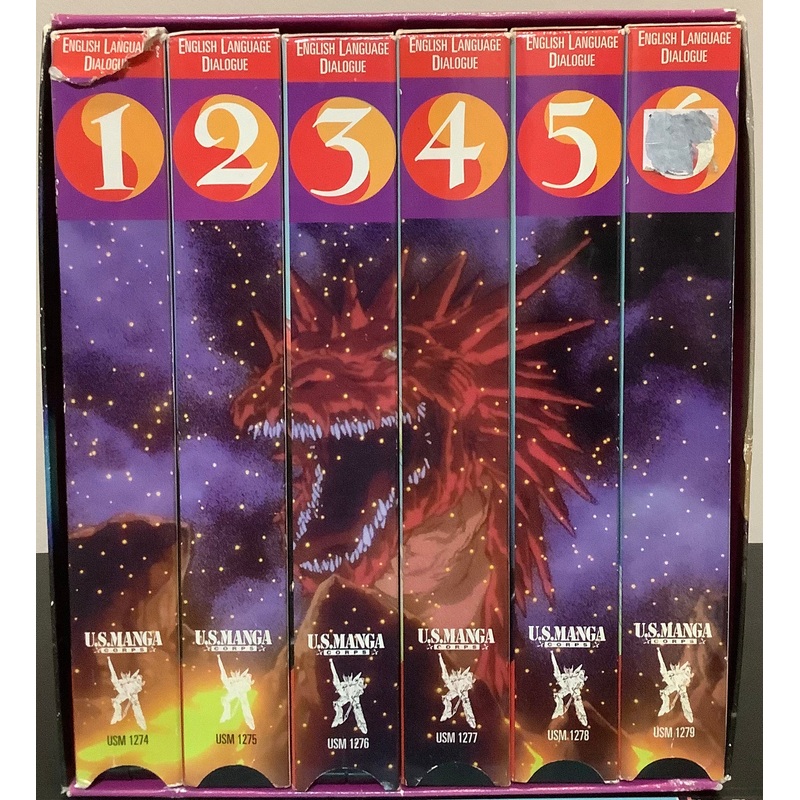 English Language
Dialogue
1
U.S.MANGA
CORPS
USM 1274
English Language
Dialogue
2
U.S.MANGA
CORPS
USM 1275
English Language
Dialogue
3
U.S.MANGA
CORPS
USM 1276
English Language
Dialogue
4
U.S.MANGA
CORPS
USM 1277
English Language
Dialogue
5
U.S.MANGA
CORPS
USM 1278
English Language
Dialogue
6
U.S.MANGA
CORPS
USM 1279